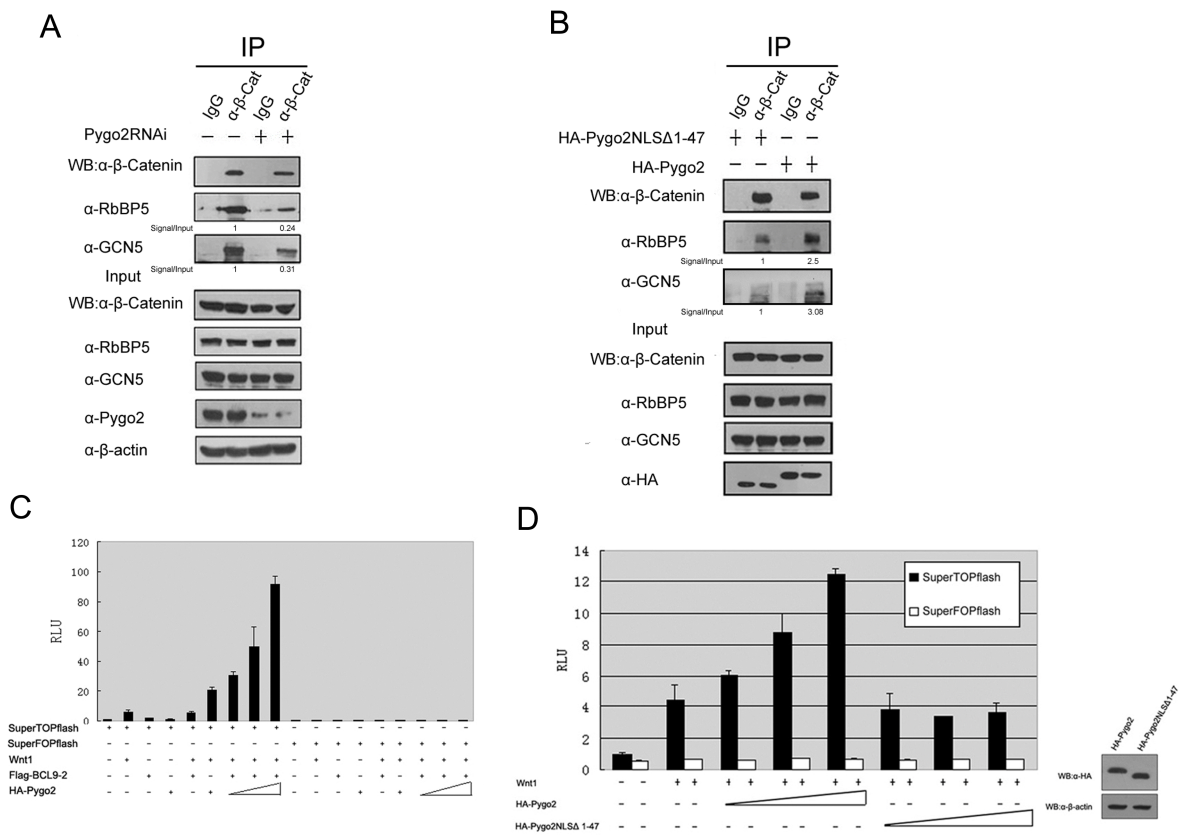 A
IP
IgG
α-β-Cat
IgG
α-β-Cat
Pygo2RNAi − − + +
WB:α-β-Catenin
α-RbBP5
Signal/Input 1 0.24
α-GCN5
Signal/Input 1 0.31
Input
WB:α-β-Catenin
α-RbBP5
α-GCN5
α-Pygo2
α-β-actin
B
IP
IgG
α-β-Cat
IgG
α-β-Cat
HA-Pygo2NLSΔ1-47 + + − −
HA-Pygo2 − − + +
WB:α-β-Catenin
α-RbBP5
Signal/Input 1 2.5
α-GCN5
Signal/Input 1 3.08
Input
WB:α-β-Catenin
α-RbBP5
α-GCN5
α-HA
C
120
100
80
60
40
20
0
RLU
SuperTOPflash + + + + + + + + + − − − − − − − − −
SuperFOPflash − − − − − − − − − + + + + + + + + +
Wnt1 − + − − + + + + + − + − − + + + + +
Flag-BCL9-2 − − + − + − + + + − − + − + − + + +
HA-Pygo2 − − − + − + − − − + − +
D
14
12
10
8
6
4
2
0
RLU
SuperTOPflash
SuperFOPflash
Wnt1 − − + + + + + + + + + + + + + +
HA-Pygo2 − − − − − − − − − −
HA-Pygo2NLSΔ 1-47 − − − − − − − − − −
HA-Pygo2
HA-Pygo2NLSΔ1-47
WB:α-HA
WB:α-β-actin